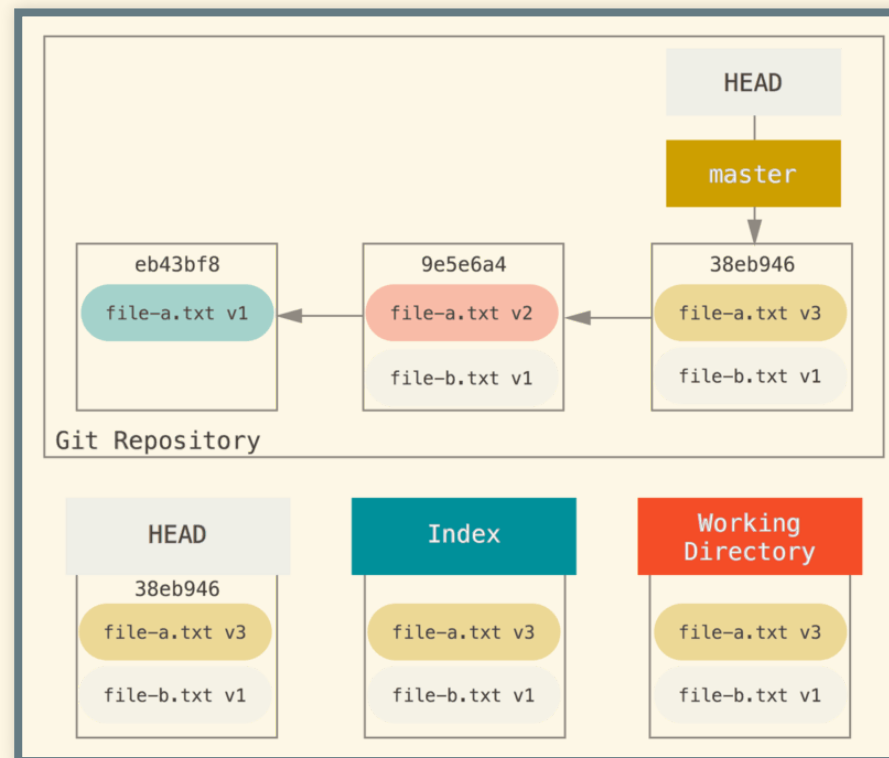 HEAD
master
eb43bf8
9e5e6a4
38eb946
file-a.txt v1
file-a.txt v2
file-a.txt v3
file-b.txt v1
file-b.txt v1
Git Repository
HEAD
Index
Working
Directory
38eb946
file-a.txt v3
file-a.txt v3
file-a.txt v3
file-b.txt v1
file-b.txt v1
file-b.txt v1